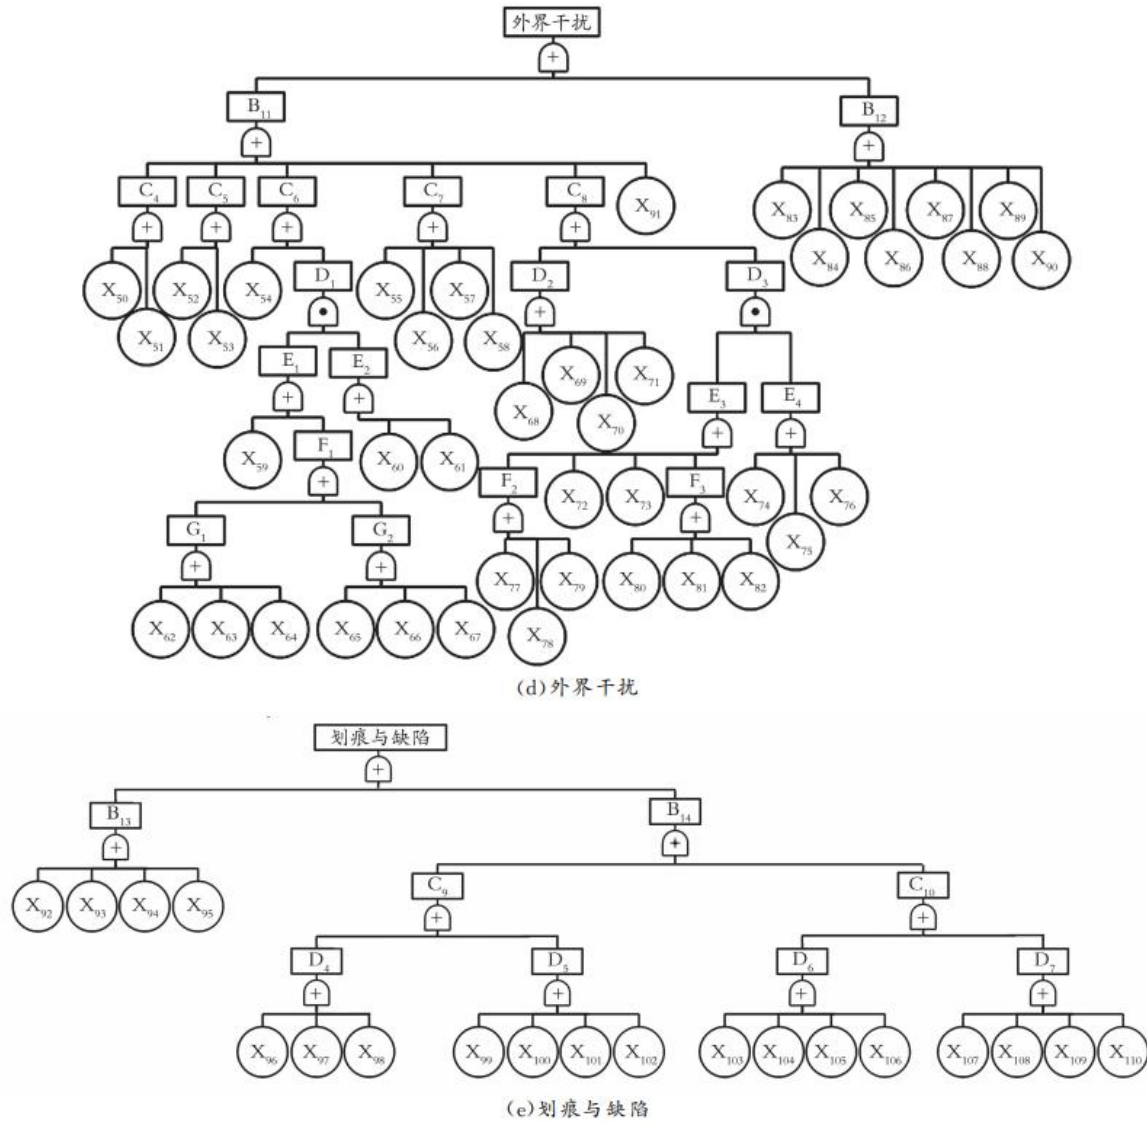 外界干扰
+
B₁₁ B₁₂
+ +
C₄ C₅ C₆ C₇ C₈ X₉₁ X₈₃ X₈₅ X₈₇ X₈₉
+ + + + + X₈₄ X₈₆ X₈₈ X₉₀
X₅₀ X₅₂ X₅₄ D₁ X₅₅ X₅₇ D₂ D₃
X₅₁ X₅₃ • X₅₆ X₅₈ + •
E₁ E₂ X₆₉ X₇₁
+ + X₆₈ X₇₀ E₃ E₄
X₅₉ F₁ X₆₀ X₆₁ + +
+ F₂ X₇₂ X₇₃ F₃ X₇₄ X₇₆
G₁ G₂ + + X₇₅
+ + X₇₇ X₇₉ X₈₀ X₈₁ X₈₂
X₆₂ X₆₃ X₆₄ X₆₅ X₆₆ X₆₇ X₇₈
(d)外界干扰
划痕与缺陷
+
B₁₃ B₁₄
+ +
C₉ C₁₀
X₉₂ X₉₃ X₉₄ X₉₅ + +
D₄ D₅ D₆ D₇
+ + + +
X₉₆ X₉₇ X₉₈ X₉₉ X₁₀₀ X₁₀₁ X₁₀₂ X₁₀₃ X₁₀₄ X₁₀₅ X₁₀₆ X₁₀₇ X₁₀₈ X₁₀₉ X₁₁₀
(e)划痕与缺陷